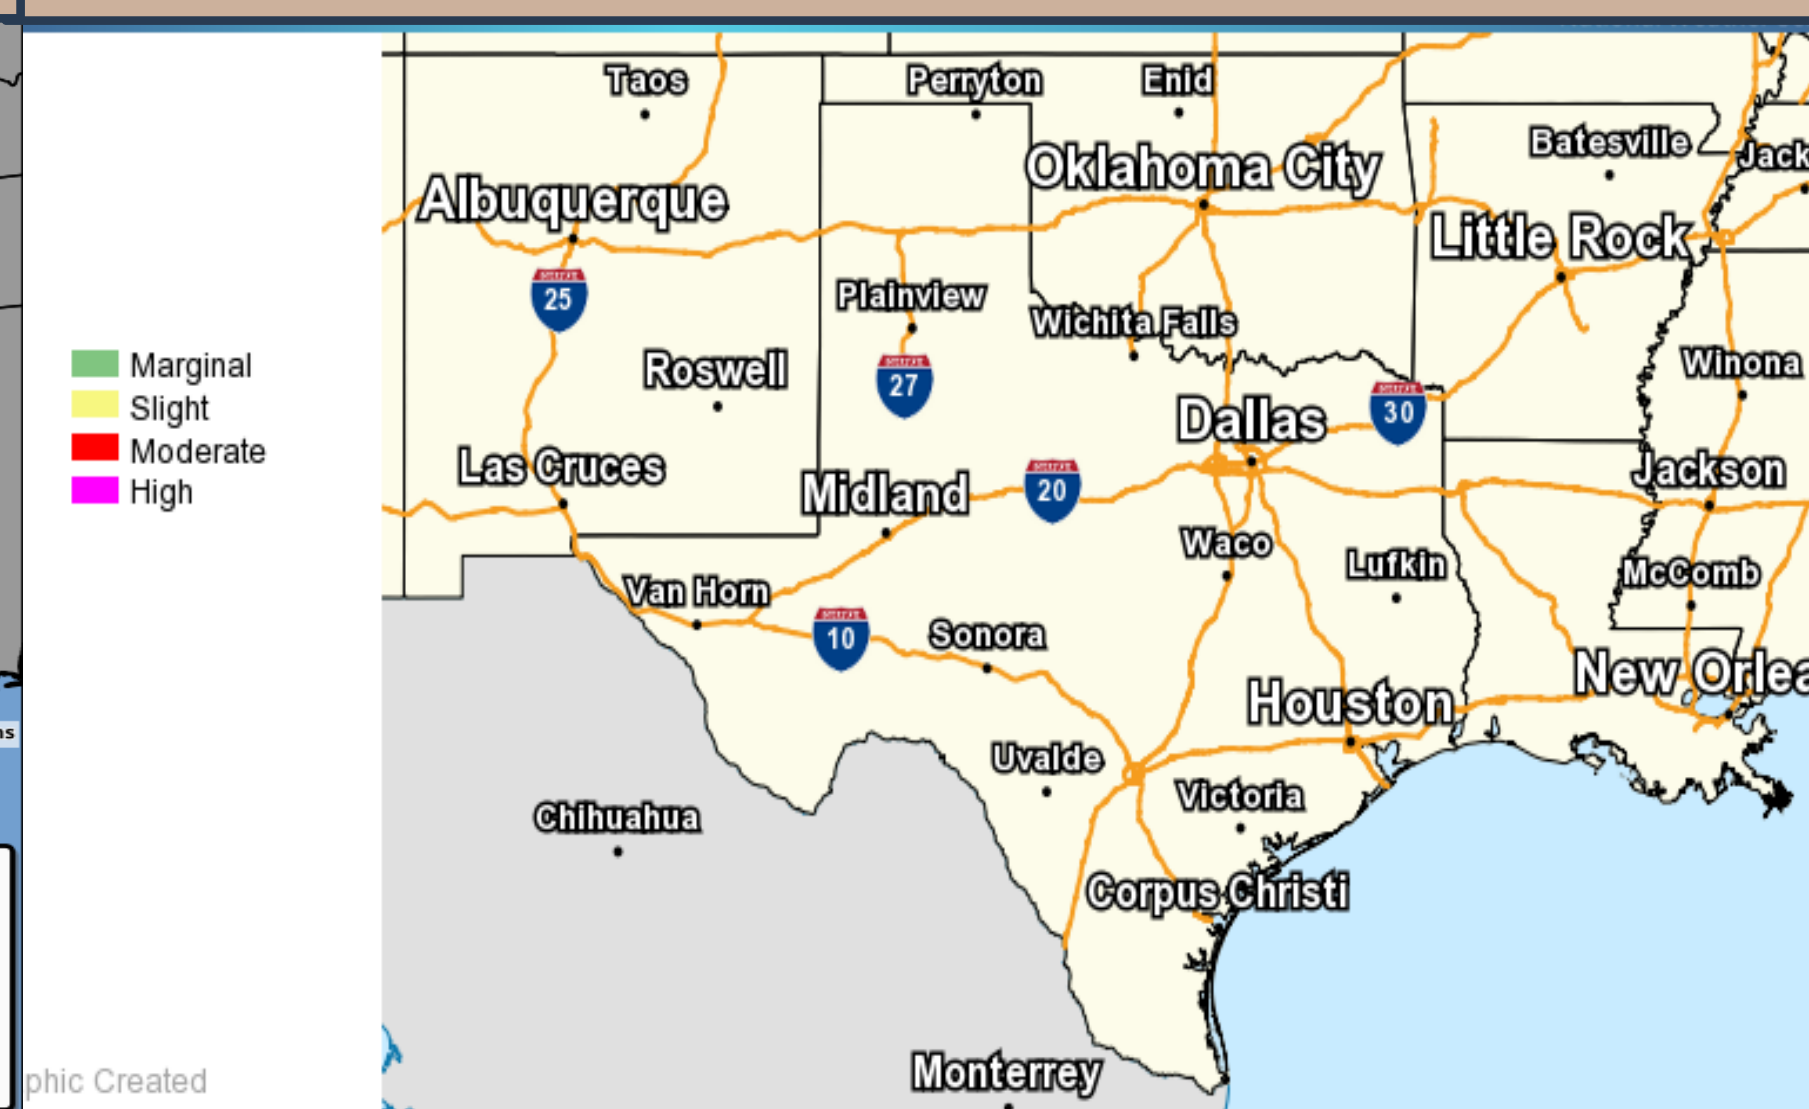 Taos
Perryton
Enid
Batesville
Jack
Oklahoma City
Albuquerque
Little Rock
25
Plainview
Wichita Falls
Roswell
27
Winona
Marginal
Slight
Moderate
High
Dallas
30
Las Cruces
Midland
20
Jackson
Waco
Lufkin
McComb
Van Horn
10
Sonora
New Orlea
Houston
ns
Uvalde
Victoria
Chihuahua
Corpus Christi
Monterrey
phic Created